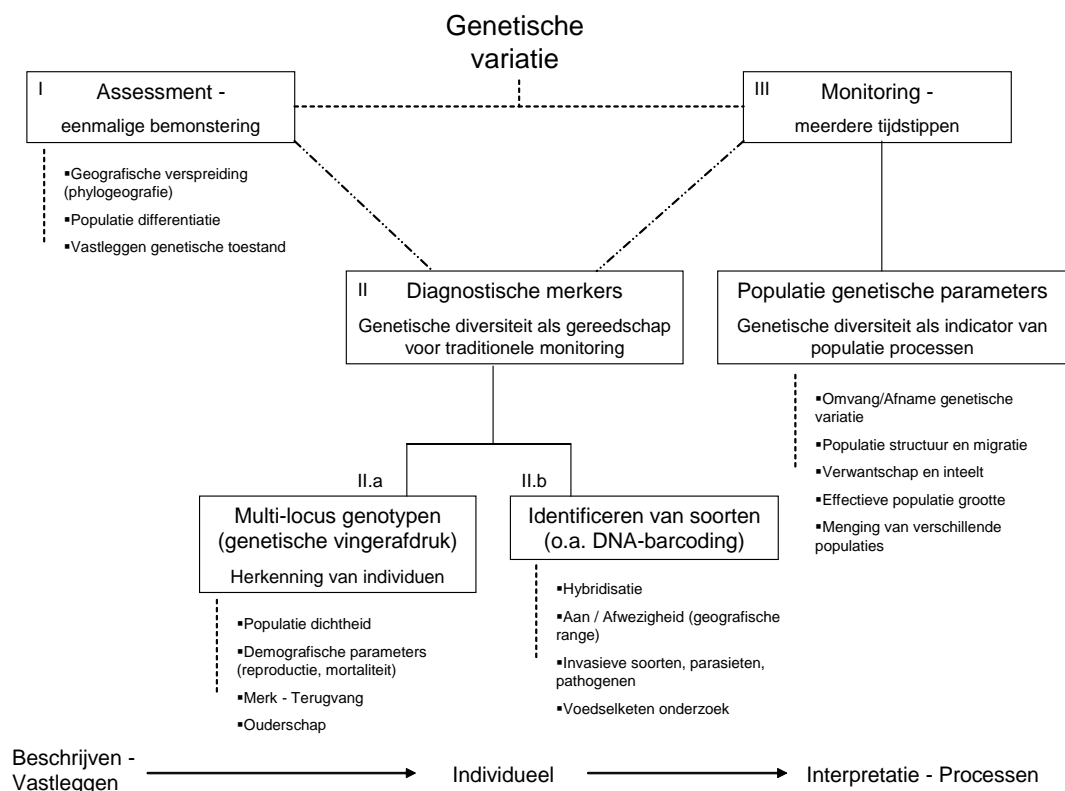 Genetische
variatie
I
Assessment -
eenmalige bemonstering
▪Geografische verspreiding
(phylogeografie)
▪Populatie differentiatie
▪Vastleggen genetische toestand
III
Monitoring -
meerdere tijdstippen
II
Diagnostische merkers
Genetische diversiteit als gereedschap
voor traditionele monitoring
Populatie genetische parameters
Genetische diversiteit als indicator van
populatie processen
▪Omvang/Afname genetische
variatie
▪Populatie structuur en migratie
▪Verwantschap en inteelt
▪Effectieve populatie grootte
▪Menging van verschillende
populaties
II.a
Multi-locus genotypen
(genetische vingerafdruk)
Herkenning van individuen
▪Populatie dichtheid
▪Demografische parameters
(reproductie, mortaliteit)
▪Merk - Terugvang
▪Ouderschap
II.b
Identificeren van soorten
(o.a. DNA-barcoding)
▪Hybridisatie
▪Aan / Afwezigheid (geografische
range)
▪Invasieve soorten, parasieten,
pathogenen
▪Voedselketen onderzoek
Beschrijven -
Vastleggen
Individueel
Interpretatie - Processen